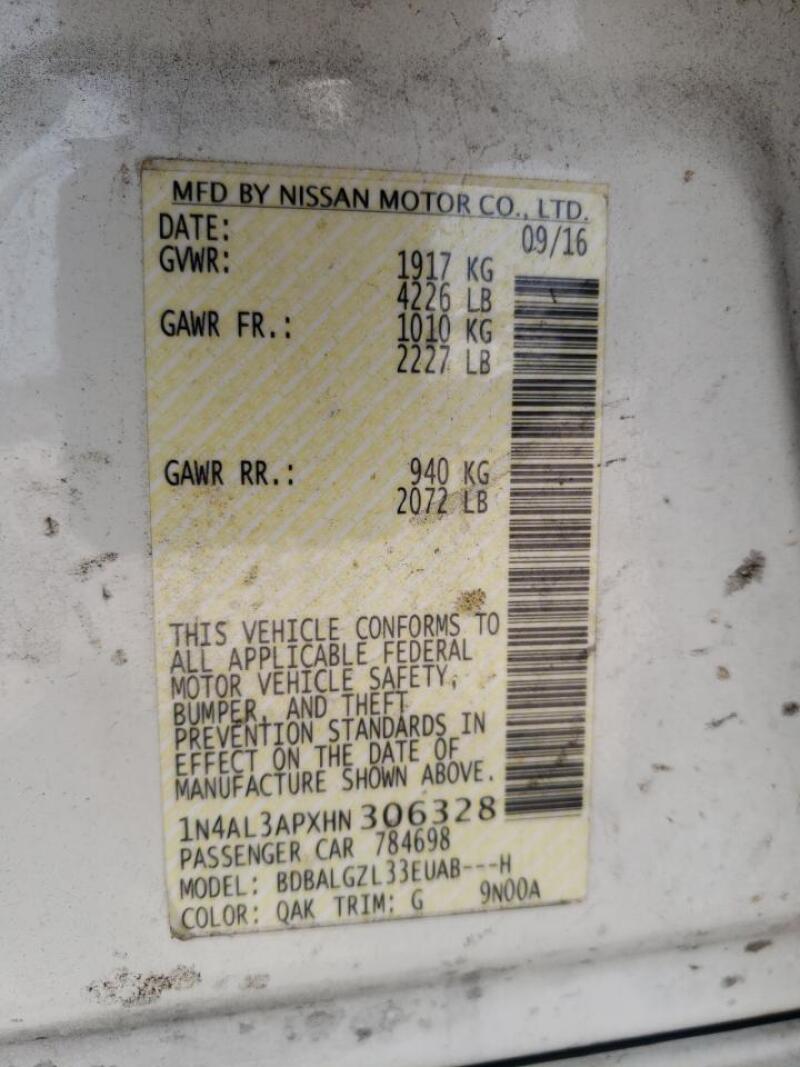 MFD BY NISSAN MOTOR CO., LTD.
DATE: 09/16
GVWR: 1917 KG
4226 LB
GAWR FR.: 1010 KG
2227 LB
GAWR RR.: 940 KG
2072 LB
THIS VEHICLE CONFORMS TO
ALL APPLICABLE FEDERAL
MOTOR VEHICLE SAFETY,
BUMPER, AND THEFT
PREVENTION STANDARDS IN
EFFECT ON THE DATE OF
MANUFACTURE SHOWN ABOVE.
1N4AL3APXHN306328
PASSENGER CAR 784698
MODEL: BDBALGZL33EUAB---H
COLOR: QAK TRIM: G 9N00A